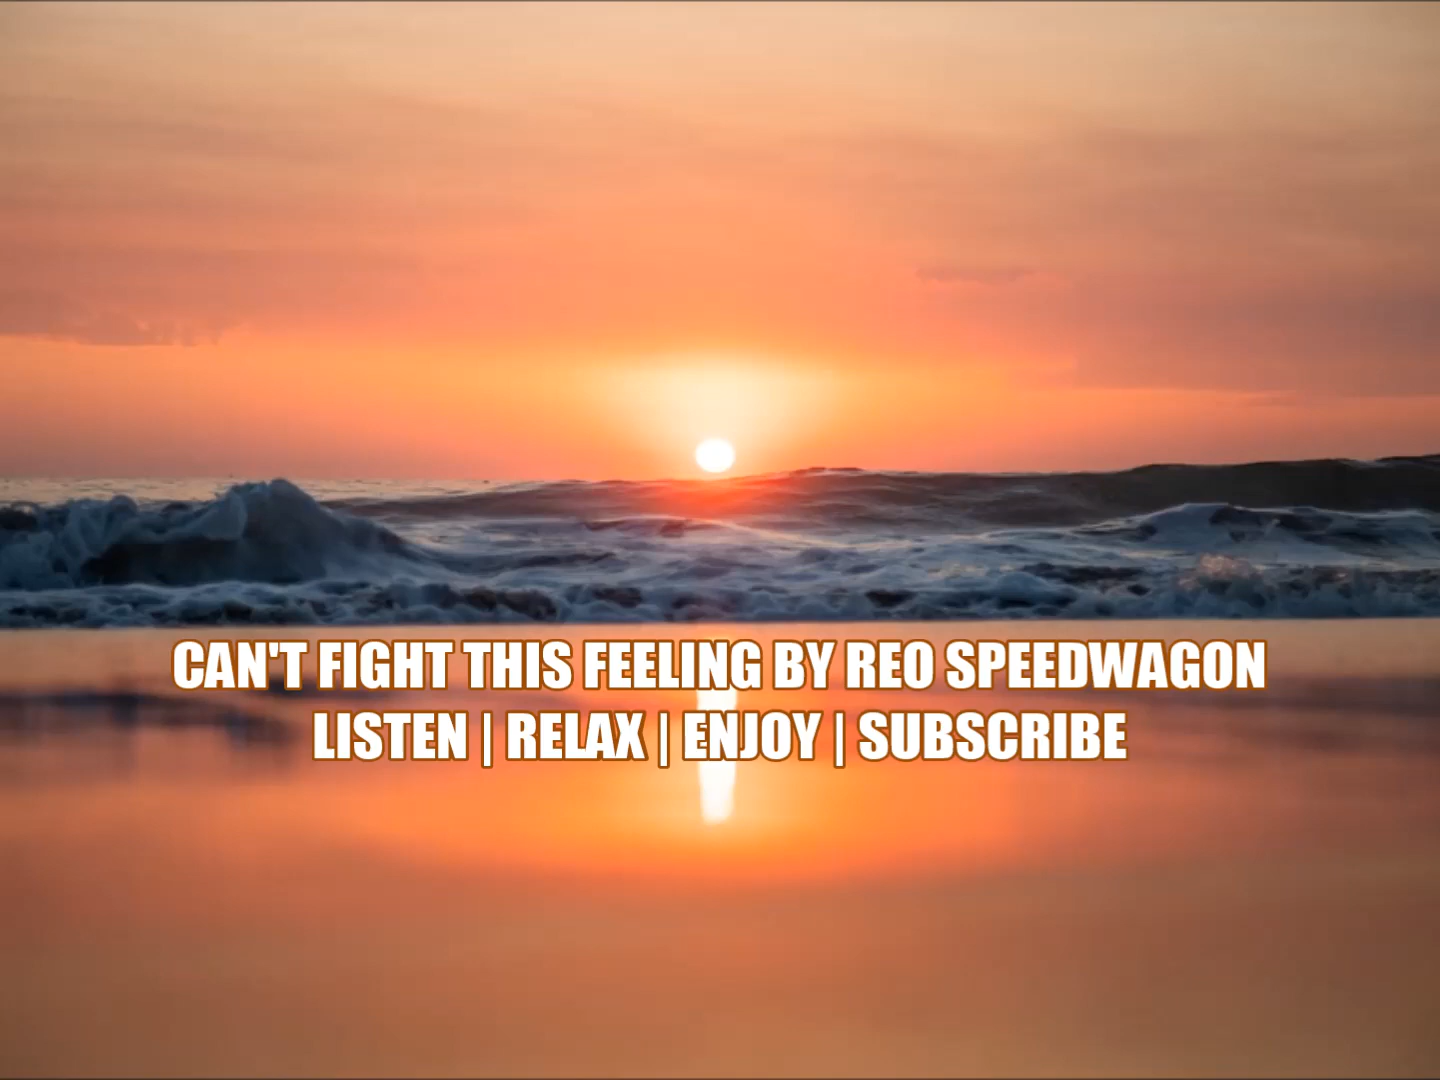 CAN'T FIGHT THIS FEELING BY REO SPEEDWAGON
LISTEN | RELAX | ENJOY | SUBSCRIBE